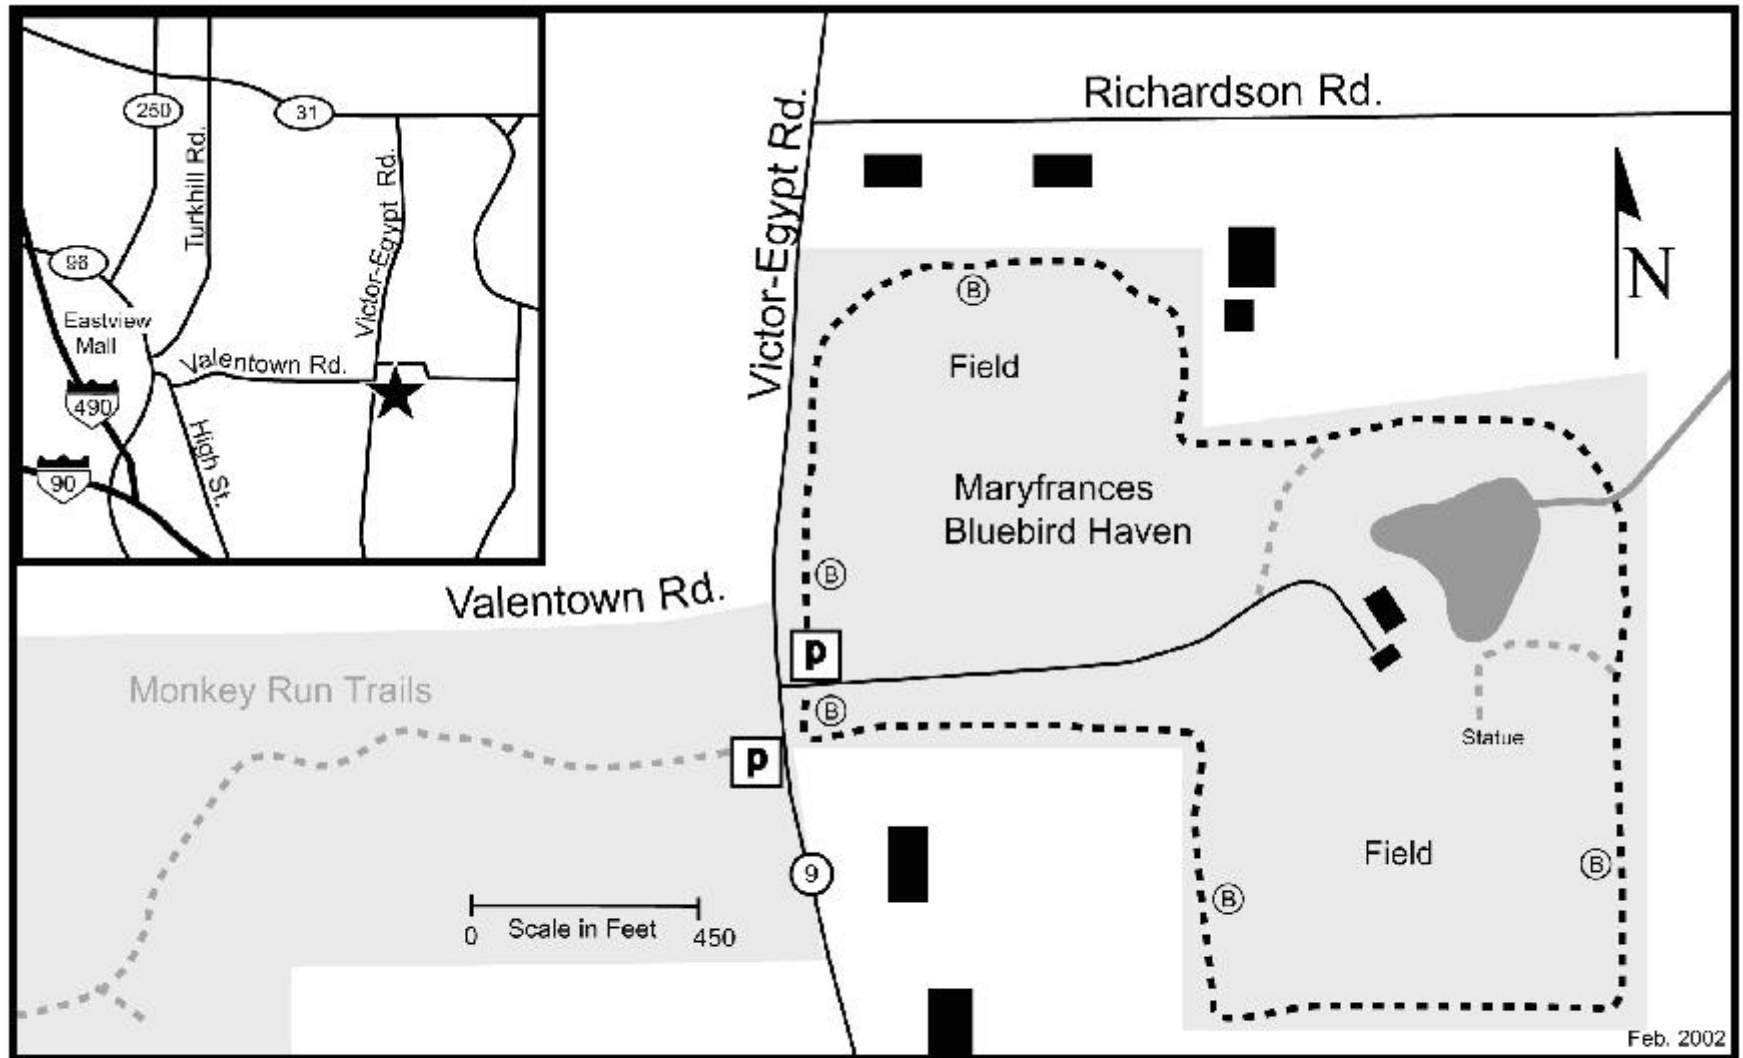 250
31
Turkhill Rd.
Victor-Egypt Rd.
96
Eastview
Mall
Valentown Rd.
490
High St.
90
Richardson Rd.
Victor-Egypt Rd.
N
B
Field
Maryfrances
Bluebird Haven
B
Valentown Rd.
P
Monkey Run Trails
B
Statue
P
Field
B
9
B
0 Scale in Feet 450
Feb. 2002